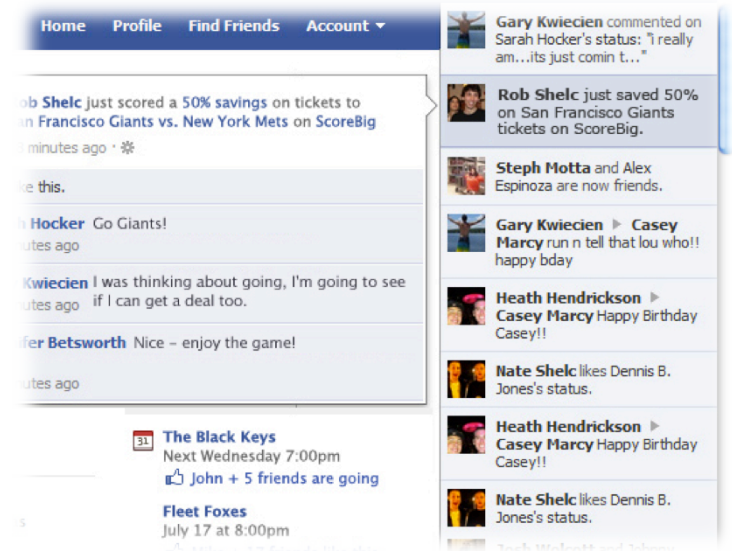 Home Profile Find Friends Account
ob Shelc just scored a 50% savings on tickets to
an Francisco Giants vs. New York Mets on ScoreBig
minutes ago ·
ke this.
Hocker Go Giants!
utes ago
Kwiecien I was thinking about going, I'm going to see
utes ago if I can get a deal too.
ifer Betsworth Nice – enjoy the game!
utes ago
31 The Black Keys
Next Wednesday 7:00pm
John + 5 friends are going
Fleet Foxes
July 17 at 8:00pm
Gary Kwiecien commented on
Sarah Hocker's status: "i really
am...its just comin t..."
Rob Shelc just saved 50%
on San Francisco Giants
tickets on ScoreBig.
Steph Motta and Alex
Espinoza are now friends.
Gary Kwiecien ▶ Casey
Marcy run n tell that lou who!!
happy bday
Heath Hendrickson ▶
Casey Marcy Happy Birthday
Casey!!
Nate Shelc likes Dennis B.
Jones's status.
Heath Hendrickson ▶
Casey Marcy Happy Birthday
Casey!!
Nate Shelc likes Dennis B.
Jones's status.